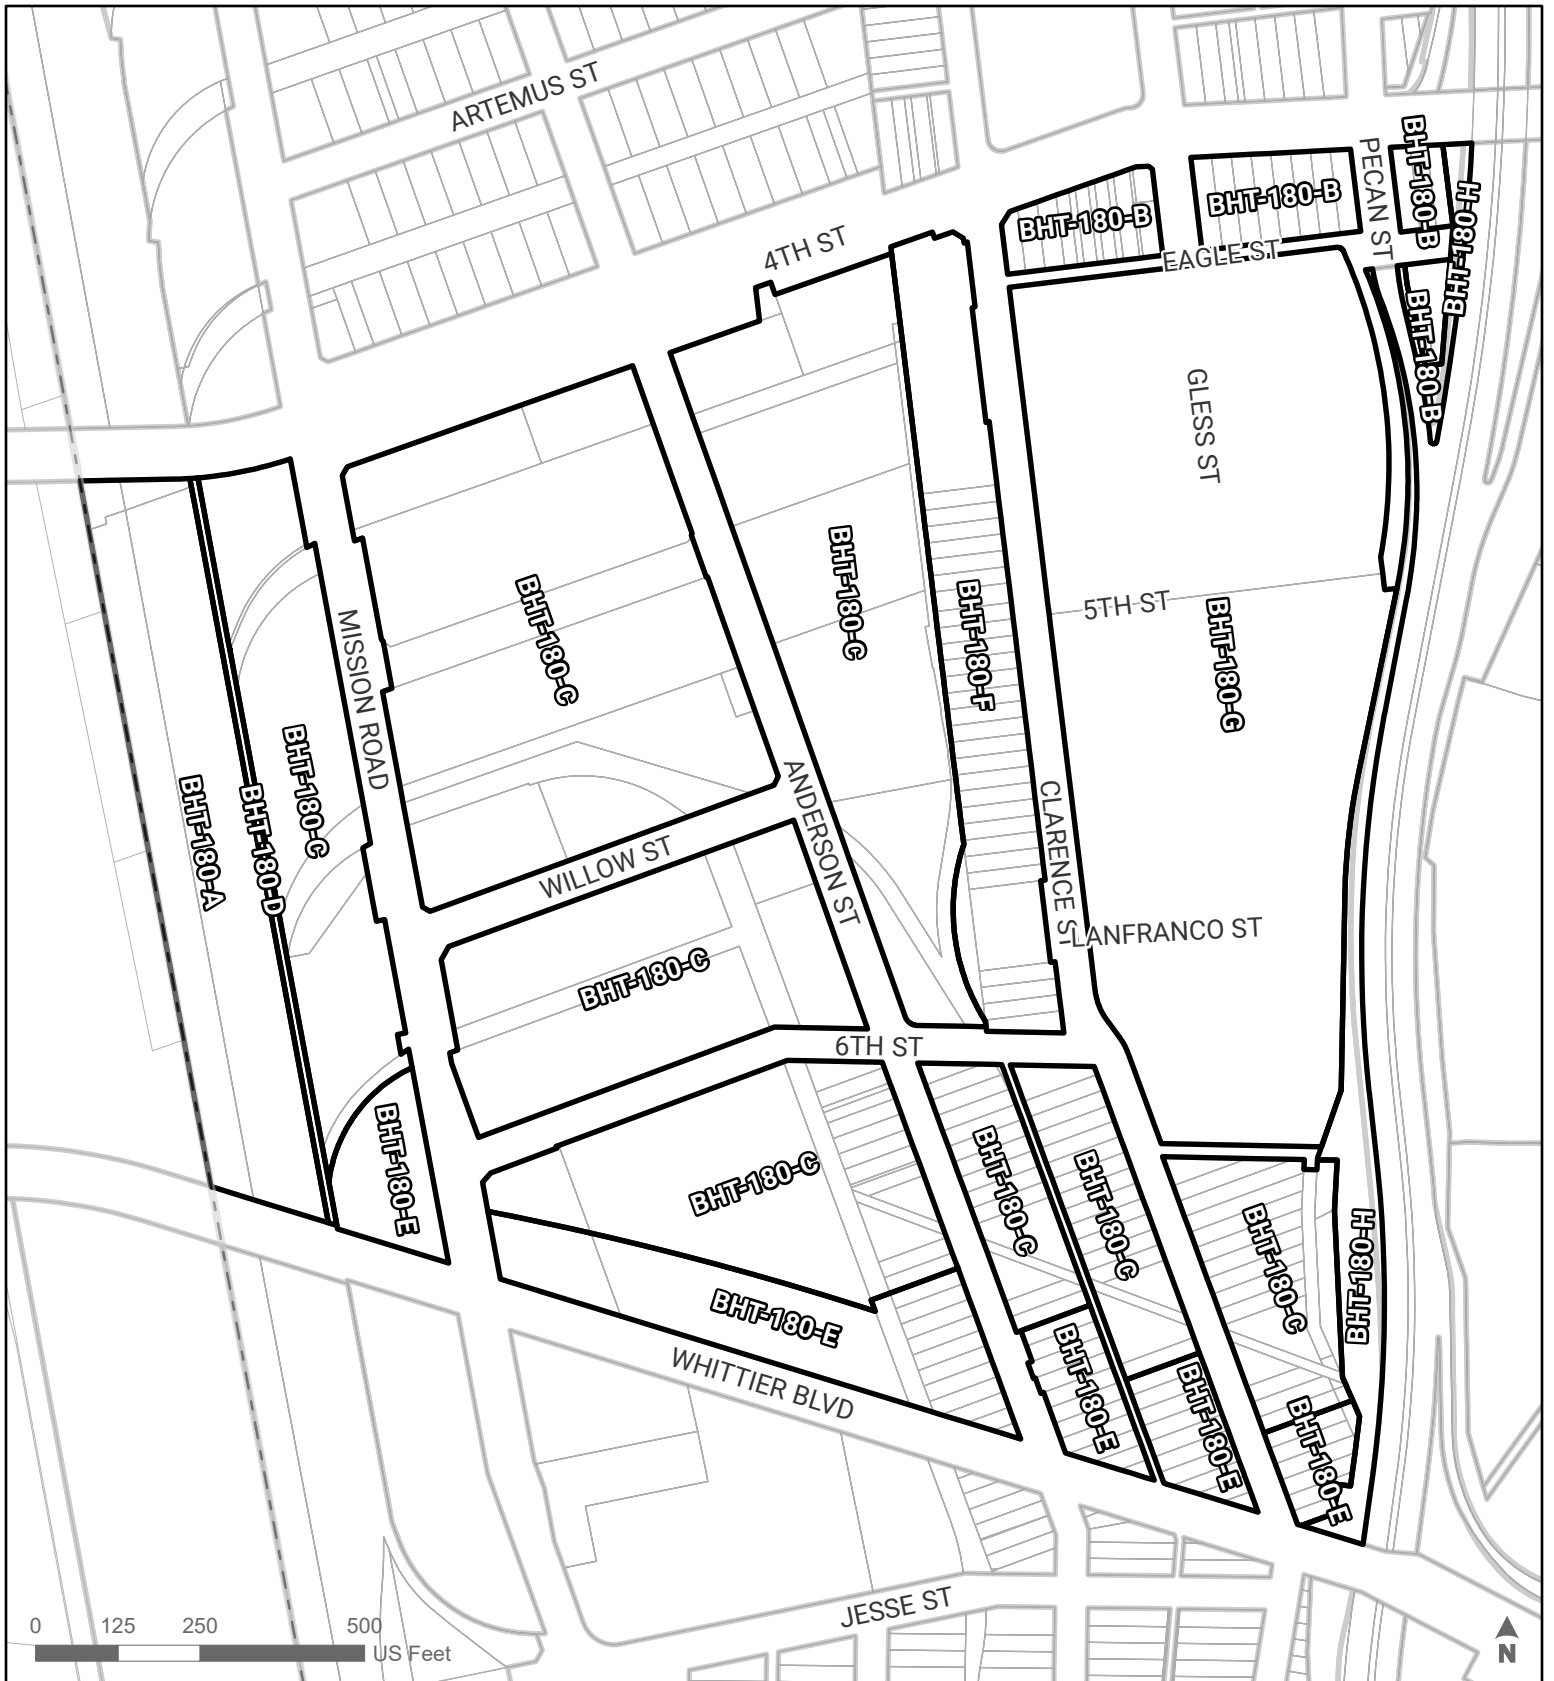 ARTEMUS ST
4TH ST
PECAN ST
BHT-180-B
BHT-180-B
BHT-180-B
BHT-180-H
EAGLE ST
BHT-180-B
GLESS ST
BHT-180-C
BHT-180-C
BHT-180-F
5TH ST
BHT-180-G
MISSION ROAD
BHT-180-A
BHT-180-D
BHT-180-C
ANDERSON ST
CLARENCE ST
WILLOW ST
LANFRANCO ST
BHT-180-C
6TH ST
BHT-180-E
BHT-180-C
BHT-180-C
BHT-180-C
BHT-180-C
BHT-180-H
BHT-180-E
BHT-180-E
BHT-180-E
BHT-180-E
WHITTIER BLVD
JESSE ST
0 125 250 500
US Feet
N